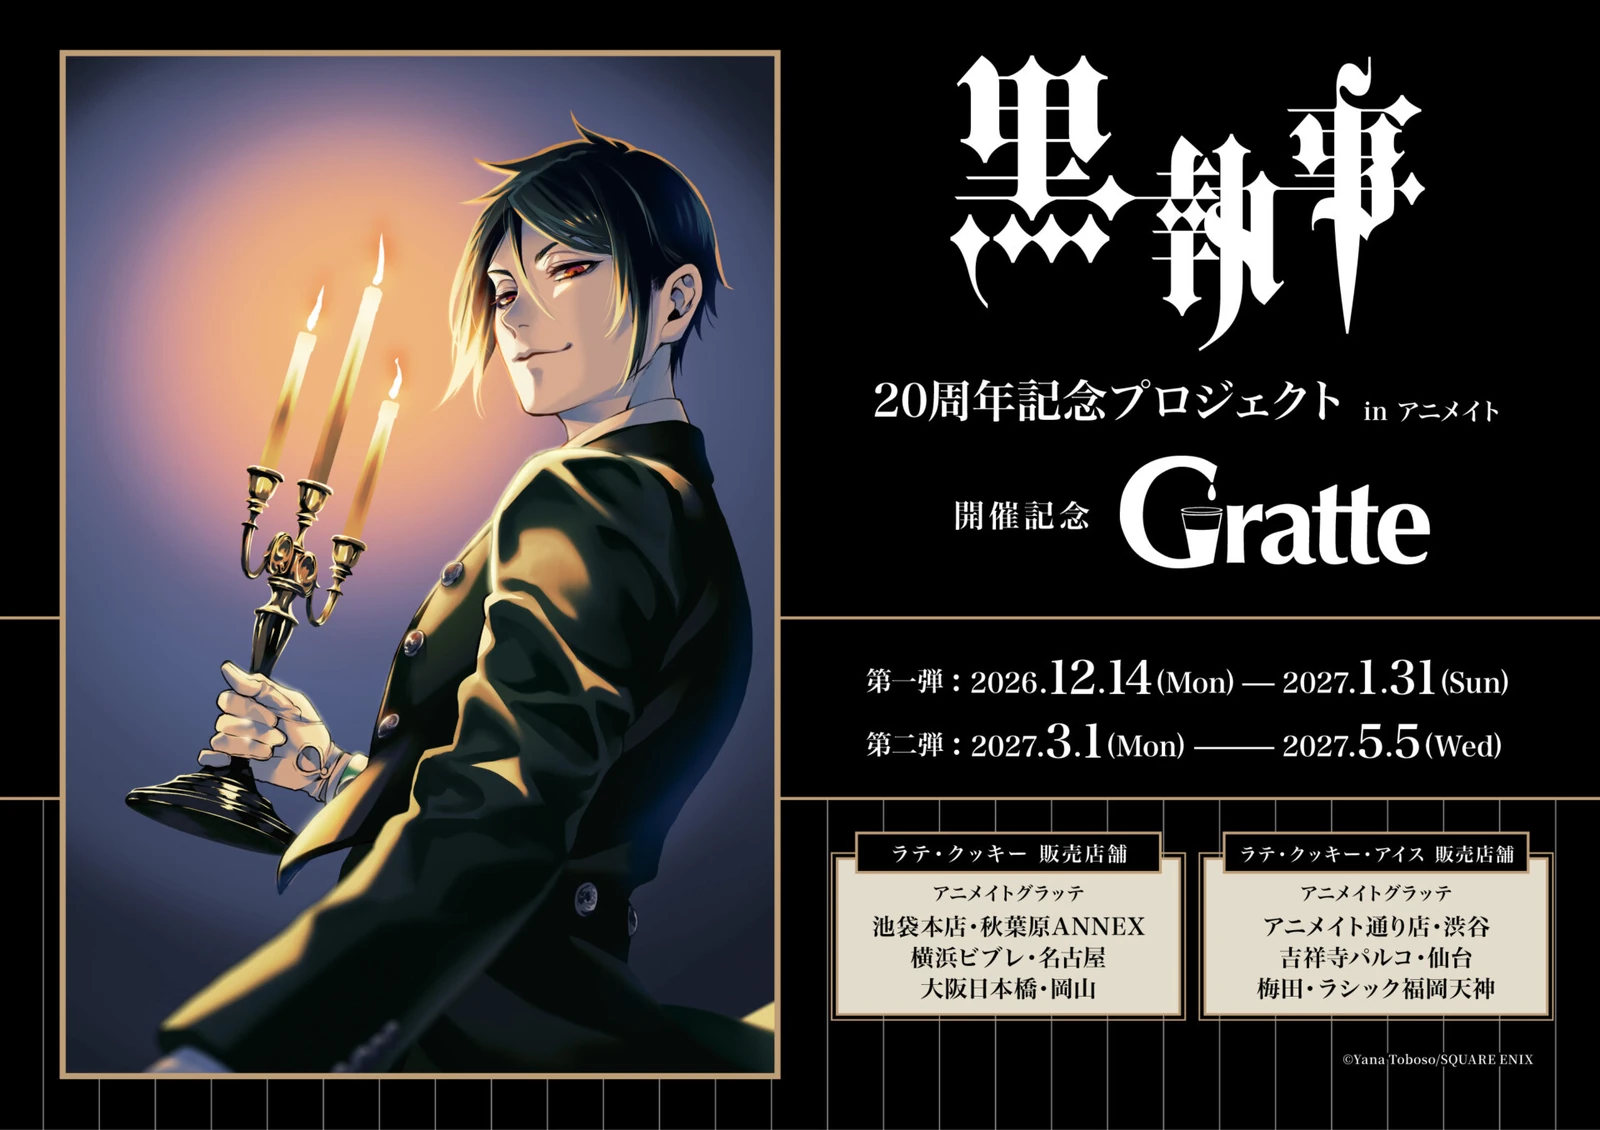 黒執事
20周年記念プロジェクト in アニメイト
開催記念 Gratte
第一弾：2026.12.14(Mon) — 2027.1.31(Sun)
第二弾：2027.3.1(Mon) — 2027.5.5(Wed)
ラテ・クッキー 販売店舗
アニメイトグラッテ
池袋本店・秋葉原ANNEX
横浜ビブレ・名古屋
大阪日本橋・岡山
ラテ・クッキー・アイス 販売店舗
アニメイトグラッテ
アニメイト通り店・渋谷
吉祥寺パルコ・仙台
梅田・ラシック福岡天神
©Yana Toboso/SQUARE ENIX